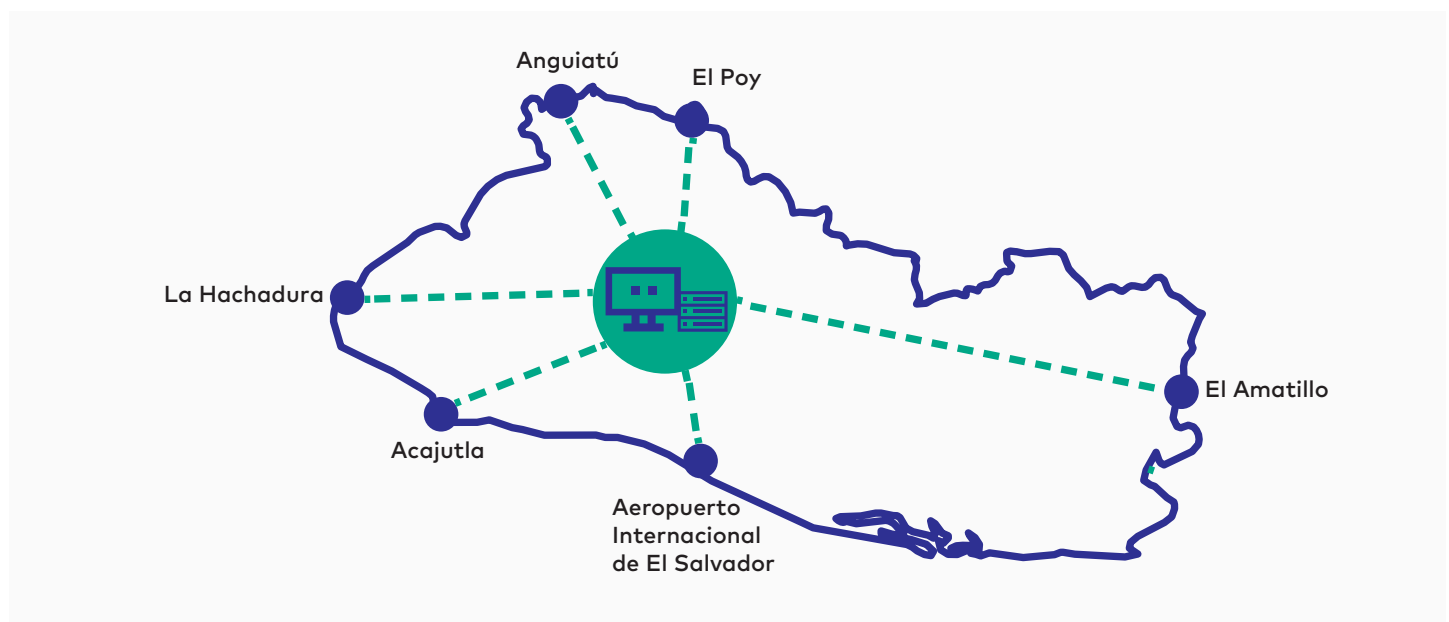 Anguiatú
El Poy
La Hachadura
El Amatillo
Acajutla
Aeropuerto
Internacional
de El Salvador